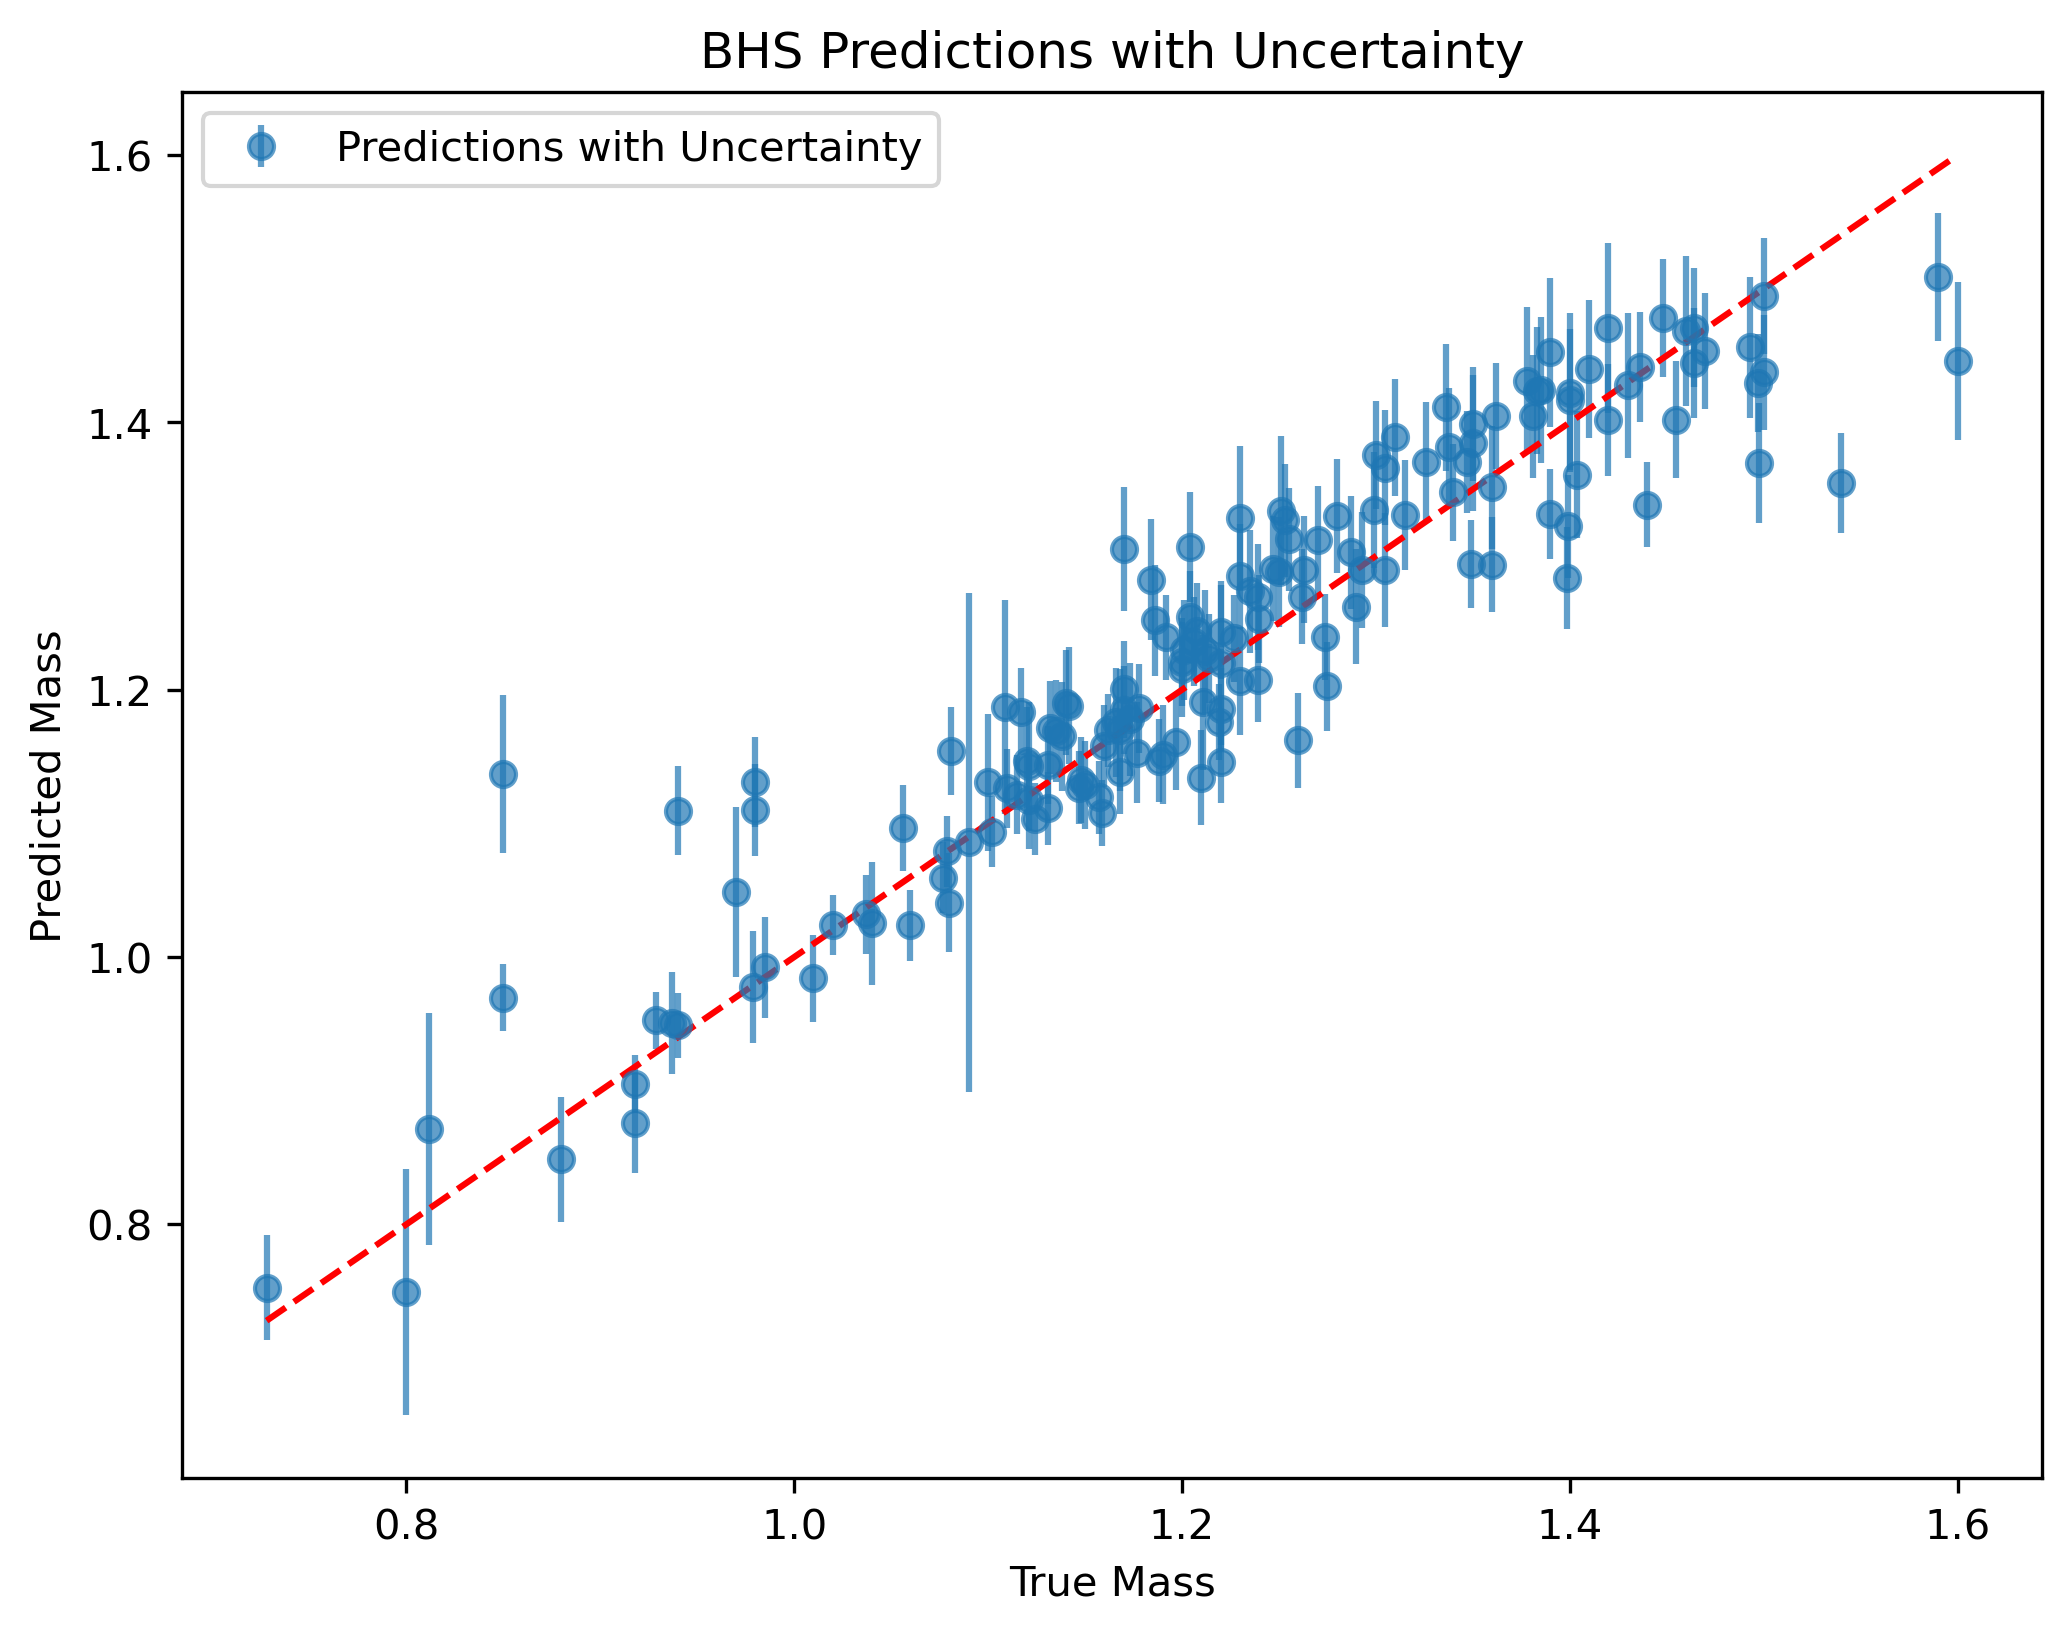 BHS Predictions with Uncertainty
Predictions with Uncertainty
1.6
1.4
1.2
1.0
0.8
Predicted Mass
0.8 1.0 1.2 1.4 1.6
True Mass